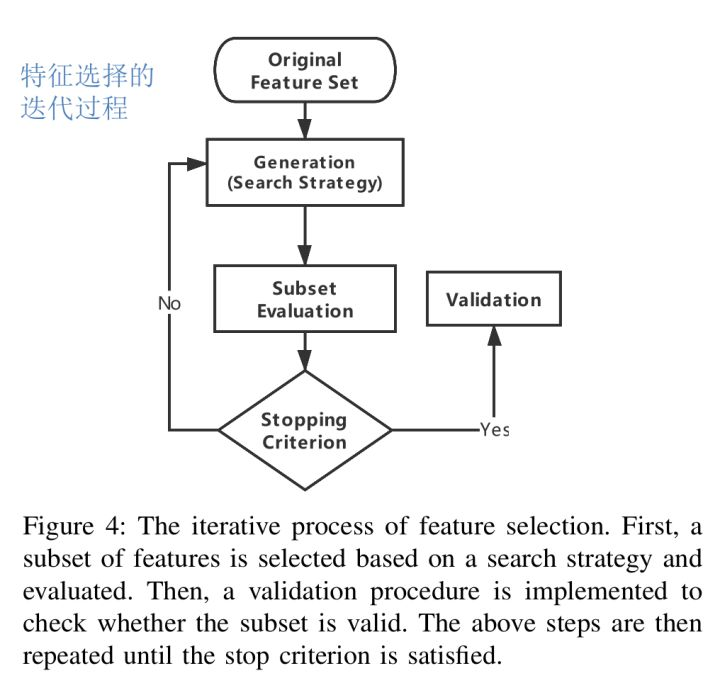 特征选择的
迭代过程
Original
Feature Set
Generation
(Search Strategy)
Subset
Evaluation
Validation
No
Stopping
Criterion
Yes
Figure 4: The iterative process of feature selection. First, a
subset of features is selected based on a search strategy and
evaluated. Then, a validation procedure is implemented to
check whether the subset is valid. The above steps are then
repeated until the stop criterion is satisfied.